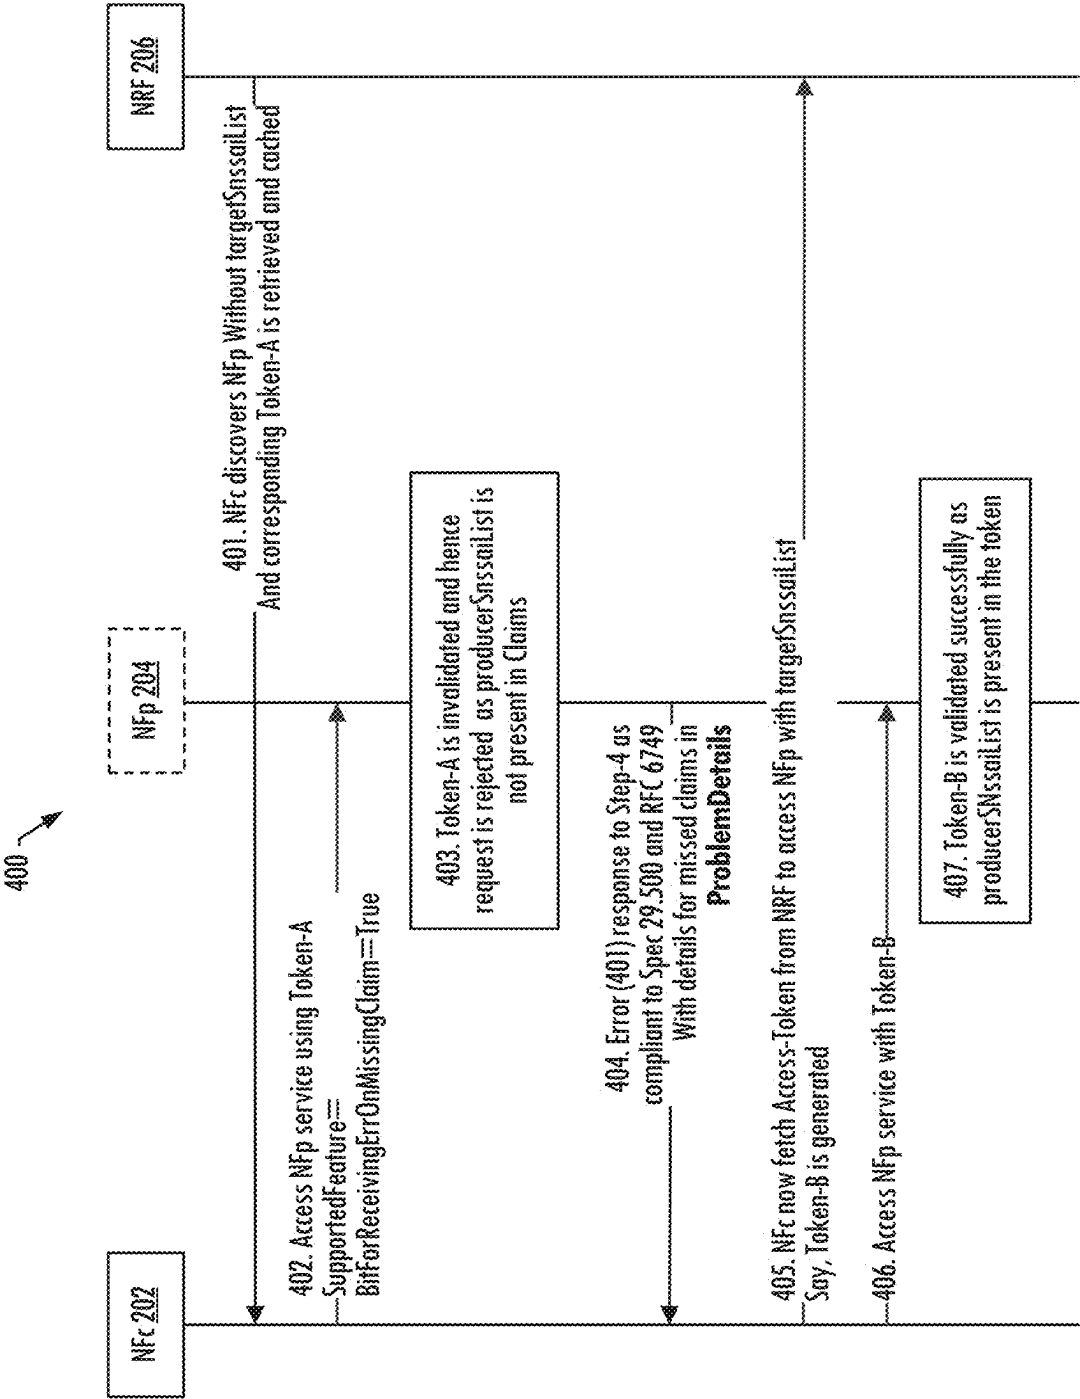 400
NFc 202
NFp 204
NRF 206
401. NFc discovers NFp Without targetSnssaiList
And corresponding Token-A is retrieved and cached
402. Access NFp service using Token-A
SupportedFeature==
BitForReceivingErrOnMissingClaim==True
403. Token-A is invalidated and hence
request is rejected as producerSnssaiList is
not present in Claims
404. Error (401) response to Step-4 as
compliant to Spec 29.500 and RFC 6749
With details for missed claims in
ProblemDetails
405. NFc now fetch Access-Token from NRF to access NFp with targetSnssaiList
Say, Token-B is generated
406. Access NFp service with Token-B
407. Token-B is validated successfully as
producerSNssaiList is present in the token